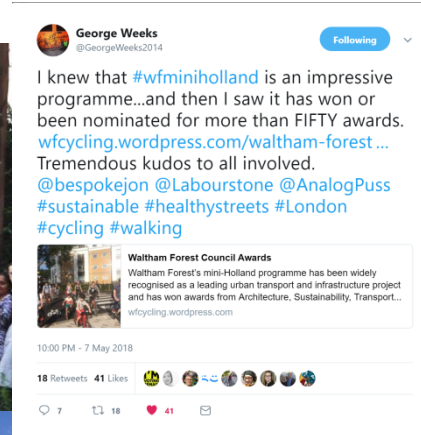 George Weeks
@GeorgeWeeks2014
Following
I knew that #wfminiholland is an impressive
programme...and then I saw it has won or
been nominated for more than FIFTY awards.
wfcycling.wordpress.com/waltham-forest ...
Tremendous kudos to all involved.
@bespokejon @Labourstone @AnalogPuss
#sustainable #healthystreets #London
#cycling #walking
Waltham Forest Council Awards
Waltham Forest's mini-Holland programme has been widely
recognised as a leading urban transport and infrastructure project
and has won awards from Architecture, Sustainability, Transport...
wfcycling.wordpress.com
10:00 PM - 7 May 2018
18 Retweets 41 Likes
7 18 41